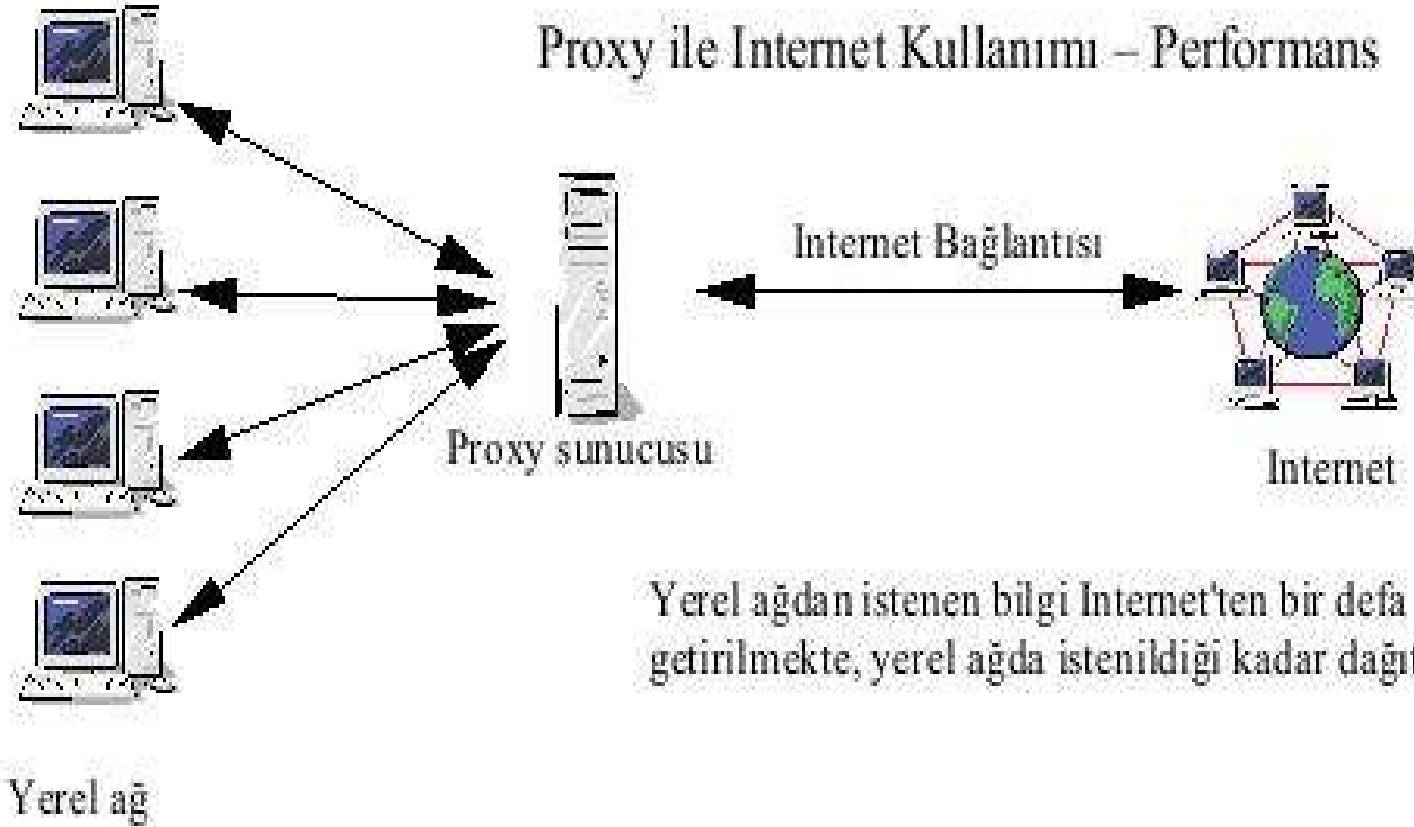 Proxy ile Internet Kullanımı – Performans
Internet Bağlantısı
Proxy sunucusu
Internet
Yerel ağdan istenen bilgi Internet'ten bir defa
getirilmekte, yerel ağda istenildiği kadar
Yerel ağ